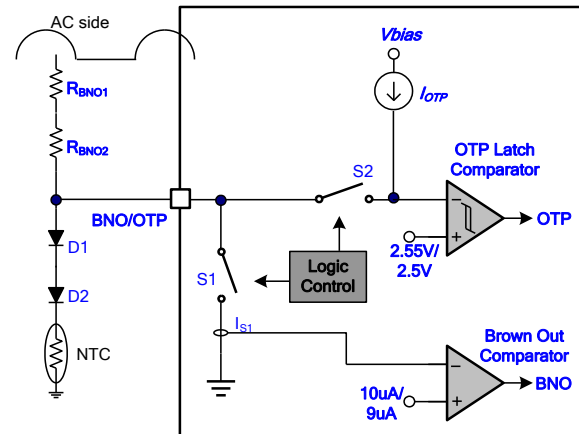 AC side
Vbias
RBNO1
IOTP
RBNO2
OTP Latch
Comparator
S2
BNO/OTP
OTP
D1
2.55V/
2.5V
S1
Logic
Control
D2
IS1
NTC
Brown Out
Comparator
10uA/
9uA
BNO